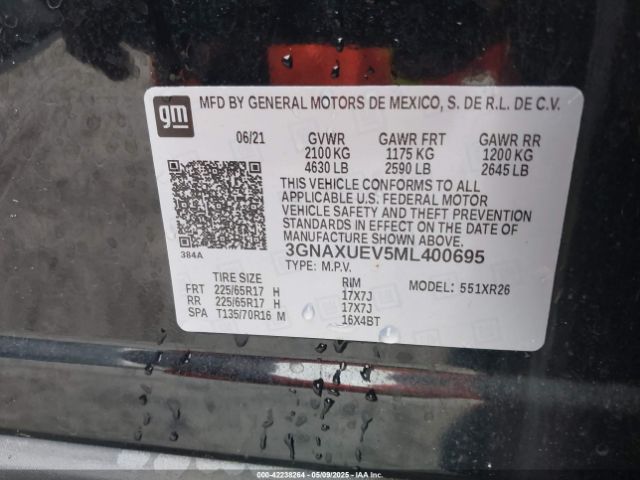 gm
MFD BY GENERAL MOTORS DE MEXICO, S. DE R.L. DE C.V.
06/21 GVWR GAWR FRT GAWR RR
2100 KG 1175 KG 1200 KG
4630 LB 2590 LB 2645 LB
THIS VEHICLE CONFORMS TO ALL
APPLICABLE U.S. FEDERAL MOTOR
VEHICLE SAFETY AND THEFT PREVENTION
STANDARDS IN EFFECT ON THE DATE OF
MANUFACTURE SHOWN ABOVE.
384A 3GNAXUEV5ML400695
TYPE: M.P.V.
TIRE SIZE RIM MODEL: 551XR26
FRT 225/65R17 H 17X7J
RR 225/65R17 H 17X7J
SPA T135/70R16 M 16X4BT
000-42238264 - 05/09/2025 - IAAI.COM